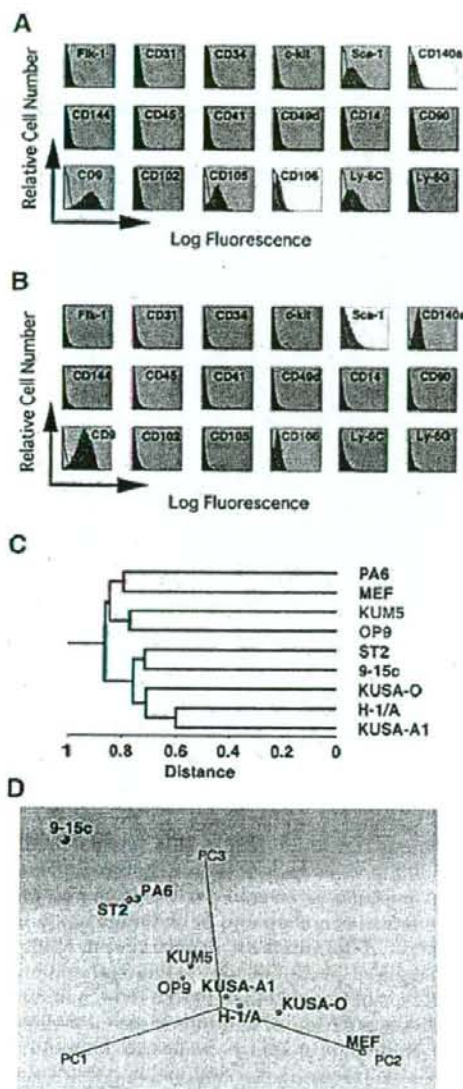 A
Relative Cell Number
Flk-1 CD31 CD34 c-kit Sca-1 CD140a
CD144 CD45 CD41 CD49d CD14 CD90
CD9 CD102 CD105 CD106 Ly-6C Ly-6G
Log Fluorescence
B
Relative Cell Number
Flk-1 CD31 CD34 c-kit Sca-1 CD140a
CD144 CD45 CD41 CD49d CD14 CD90
CD9 CD102 CD105 CD106 Ly-6C Ly-6G
Log Fluorescence
C
PA6
MEF
KUM5
OP9
ST2
9-15c
KUSA-O
H-1/A
KUSA-A1
1 0.8 0.6 0.4 0.2 0
Distance
D
9-15c
PC3
PA6
ST2
KUM5
OP9
KUSA-A1
H-1/A
KUSA-O
MEF
PC1
PC2